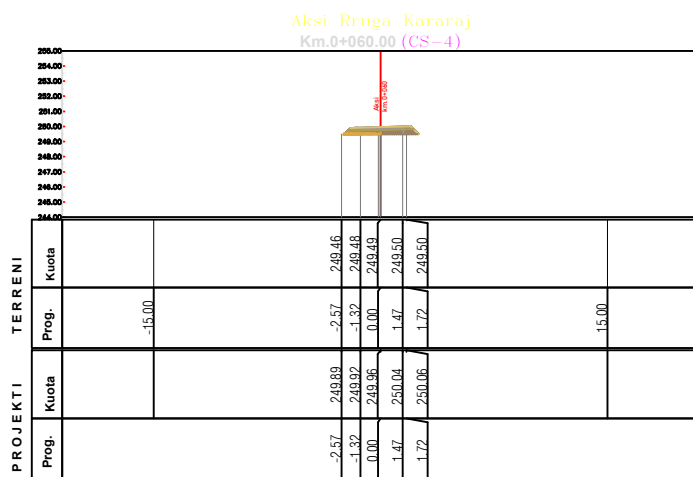 Aksi Rruga Kararaj
Km.0+060.00 (CS-4)
255.00
254.00
253.00
252.00
251.00
250.00
249.00
248.00
247.00
246.00
245.00
244.00
Aksi
km.0+060
TERRENI
Kuota
249.46 249.48 249.49 249.50 249.50
Prog.
-15.00 -2.57 -1.32 0.00 1.47 1.72 15.00
PROJEKTI
Kuota
249.89 249.92 249.96 250.04 250.06
Prog.
-2.57 -1.32 0.00 1.47 1.72